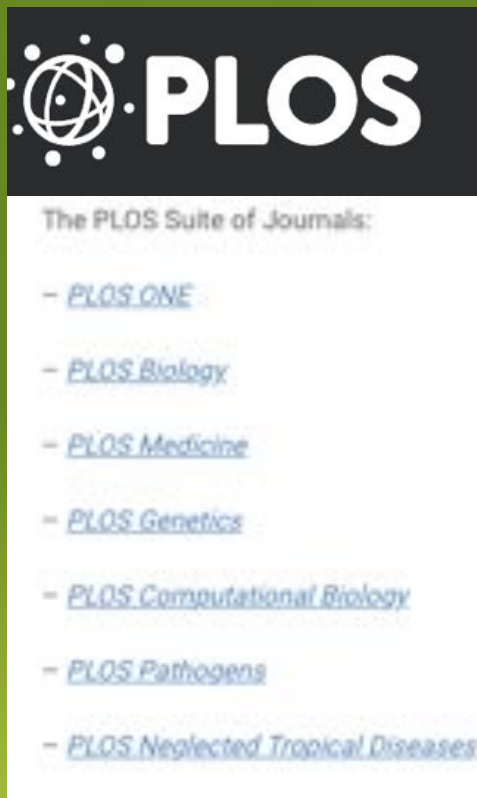 PLOS
The PLOS Suite of Journals:
– PLOS ONE
– PLOS Biology
– PLOS Medicine
– PLOS Genetics
– PLOS Computational Biology
– PLOS Pathogens
– PLOS Neglected Tropical Diseases